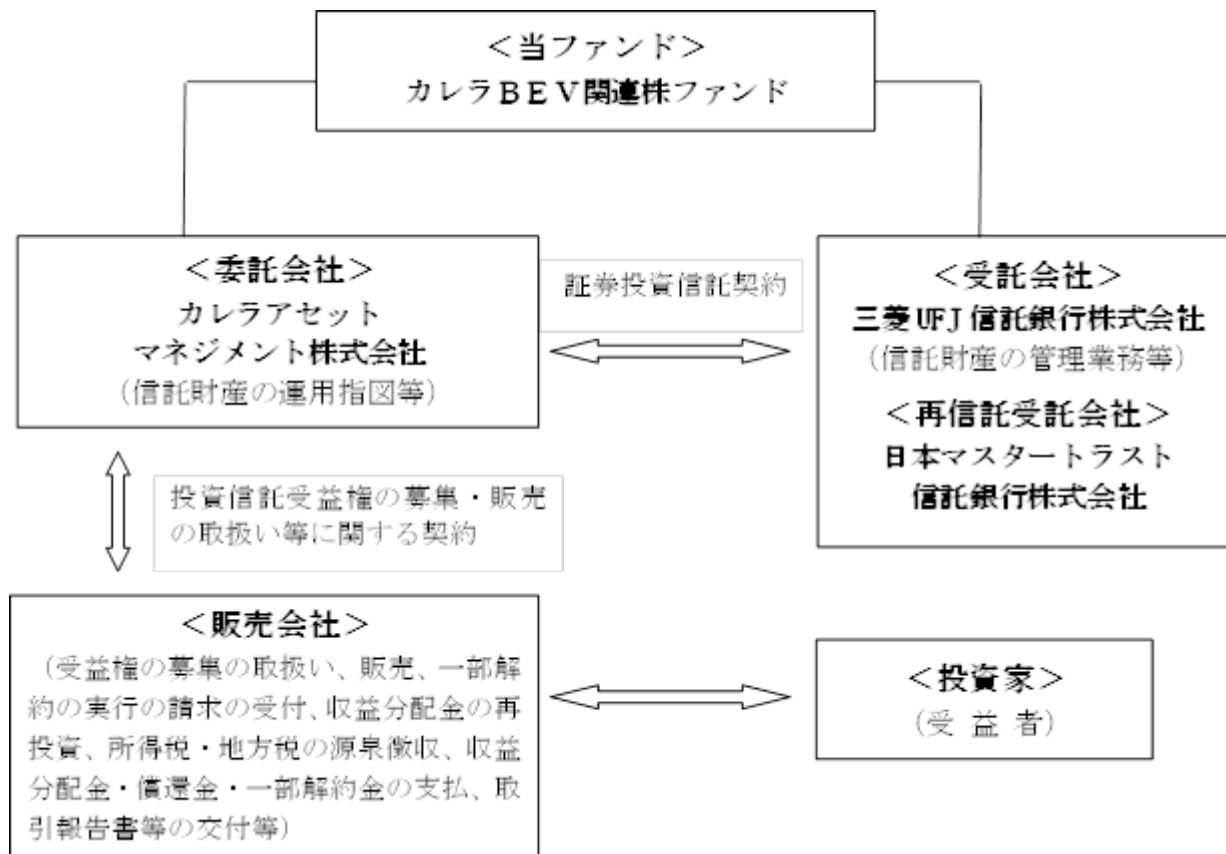 ＜当ファンド＞
カレラＢＥＶ関連株ファンド
＜委託会社＞
カレラアセット
マネジメント株式会社
（信託財産の運用指図等）
証券投資信託契約
＜受託会社＞
三菱UFJ信託銀行株式会社
（信託財産の管理業務等）
＜再信託受託会社＞
日本マスタートラスト
信託銀行株式会社
投資信託受益権の募集・販売
の取扱い等に関する契約
＜販売会社＞
（受益権の募集の取扱い、販売、一部解
約の実行の請求の受付、収益分配金の再
投資、所得税・地方税の源泉徴収、収益
分配金・償還金・一部解約金の支払、取
引報告書等の交付等）
＜投資家＞
（受 益 者）